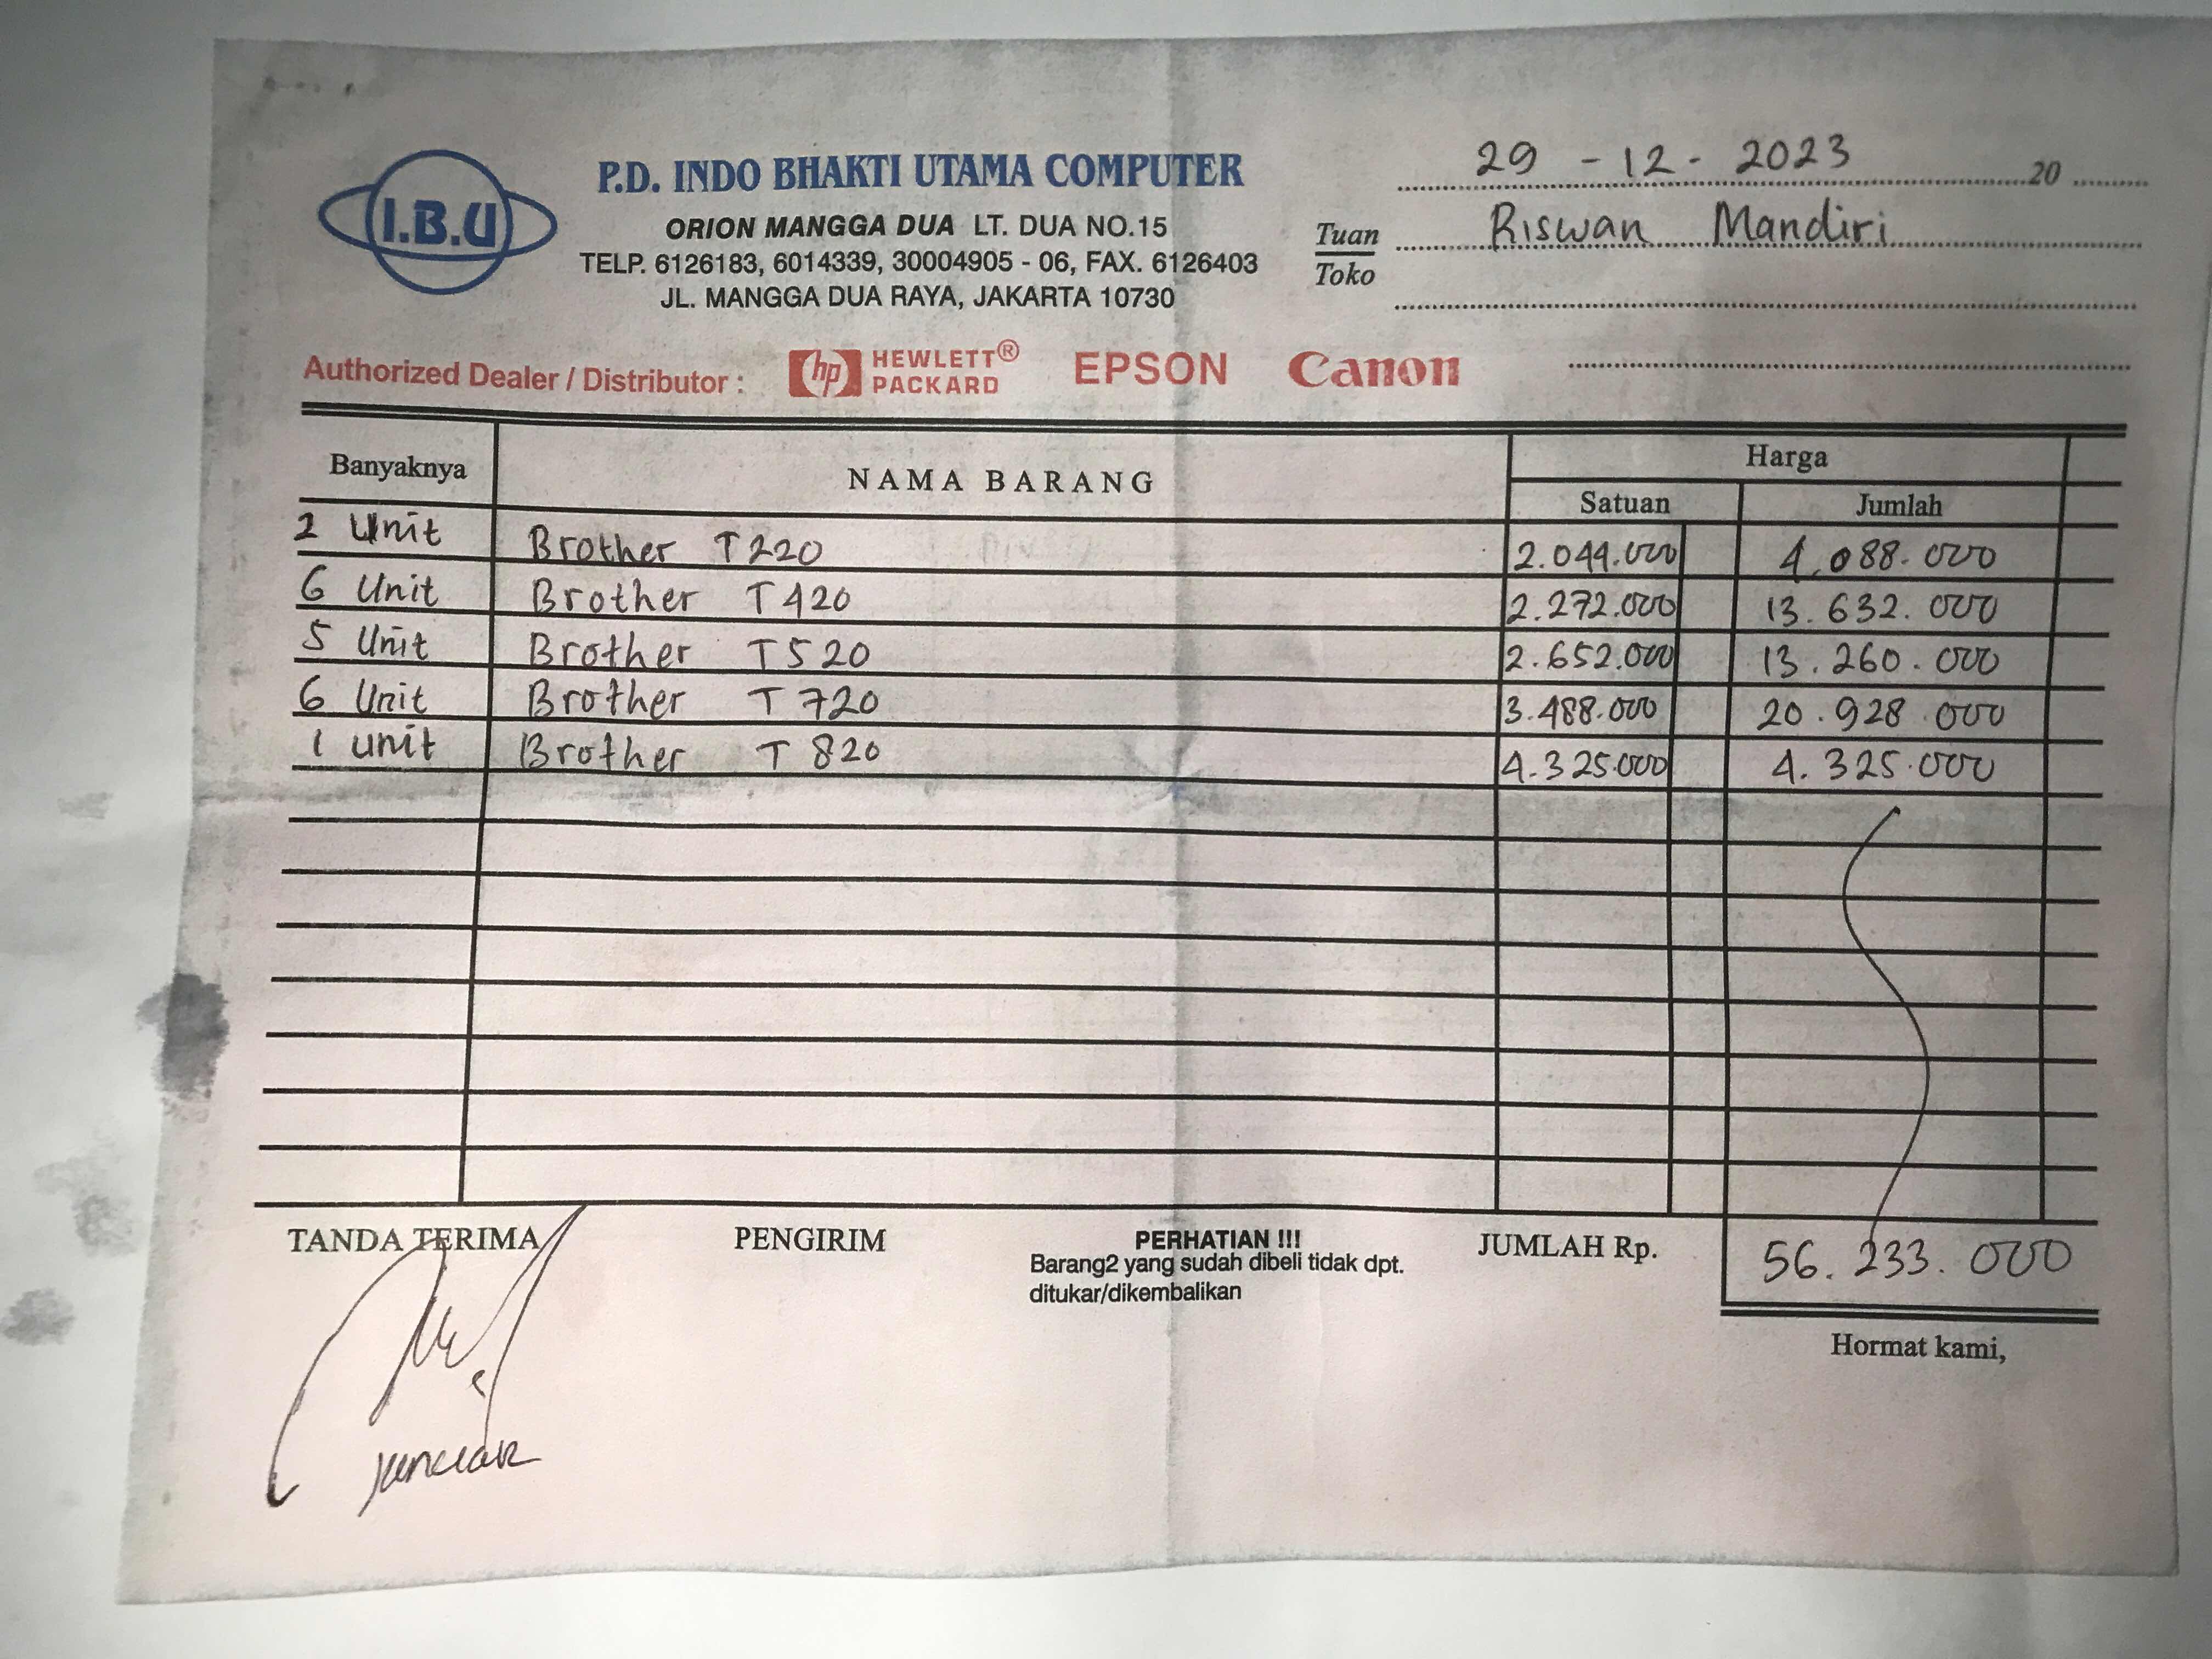 I.B.U
P.D. INDO BHAKTI UTAMA COMPUTER
ORION MANGGA DUA LT. DUA NO.15
TELP. 6126183, 6014339, 30004905 - 06, FAX. 6126403
JL. MANGGA DUA RAYA, JAKARTA 10730
29 - 12 - 2023 20
Tuan Riswan Mandiri
Toko
Authorized Dealer / Distributor : hp HEWLETT® PACKARD EPSON Canon
Banyaknya NAMA BARANG Harga
Satuan Jumlah
2 Unit Brother T220 2.044.000 4.088.000
6 Unit Brother T420 2.272.000 13.632.000
5 Unit Brother T520 2.652.000 13.260.000
6 Unit Brother T720 3.488.000 20.928.000
1 unit Brother T 820 4.325.000 4.325.000
TANDA TERIMA PENGIRIM PERHATIAN !!! JUMLAH Rp. 56.233.000
Barang2 yang sudah dibeli tidak dpt.
ditukar/dikembalikan
Hormat kami,